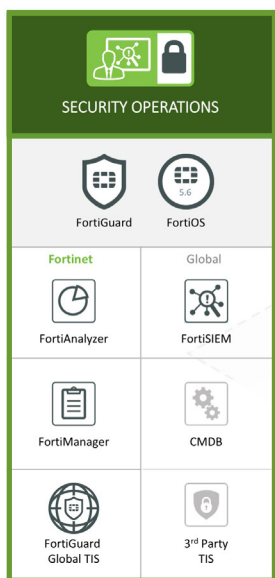 SECURITY OPERATIONS
5.6
FortiGuard FortiOS
Fortinet Global
FortiAnalyzer FortiSIEM
FortiManager CMDB
FortiGuard 3rd Party
Global TIS TIS